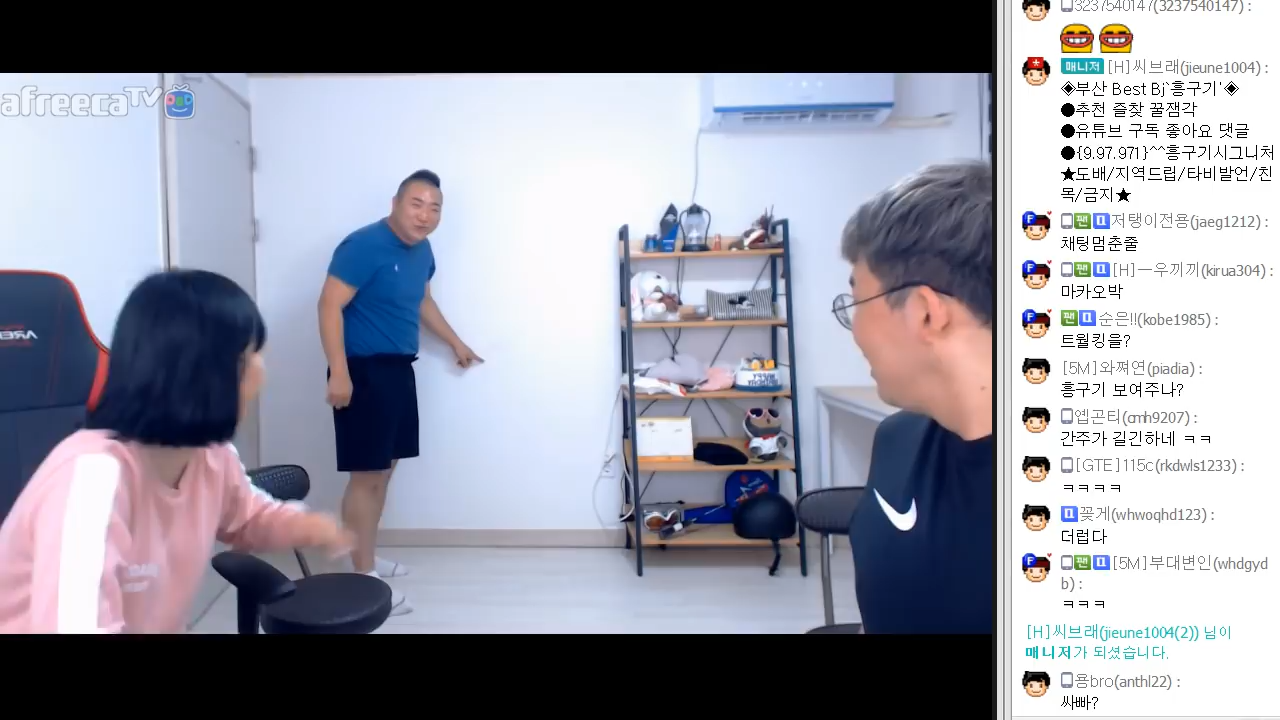 afreecaTV
3237540147(3237540147) :
매니저 [H]씨브래(jieune1004) :
◈부산 Best Bj`흥구기'◈
●추천 즐찾 꿀잼각
●유튜브 구독 좋아요 댓글
●{9.97.971}^^흥구기시그니처
★도배/지역드립/타비발언/친
목/금지★
팬 저탱이전용(jaeg1212) :
채팅멈춘줄
팬 [H]一우끼끼(kirua304) :
마카오박
팬 순은!!(kobe1985) :
트월킹을?
[5M]와쩌연(piadia) :
흥구기 보여주나?
옙곤티(cmh9207) :
간주가 길긴하네 ㅋㅋ
[GTE]115c(rkdwls1233) :
ㅋㅋㅋㅋ
꽂게(whwoqhd123) :
더럽다
팬 [5M]부대변인(whdgyd
b) :
ㅋㅋㅋ
[H]씨브래(jieune1004(2)) 님이
매니저가 되셨습니다.
용bro(anthl22) :
싸빠?